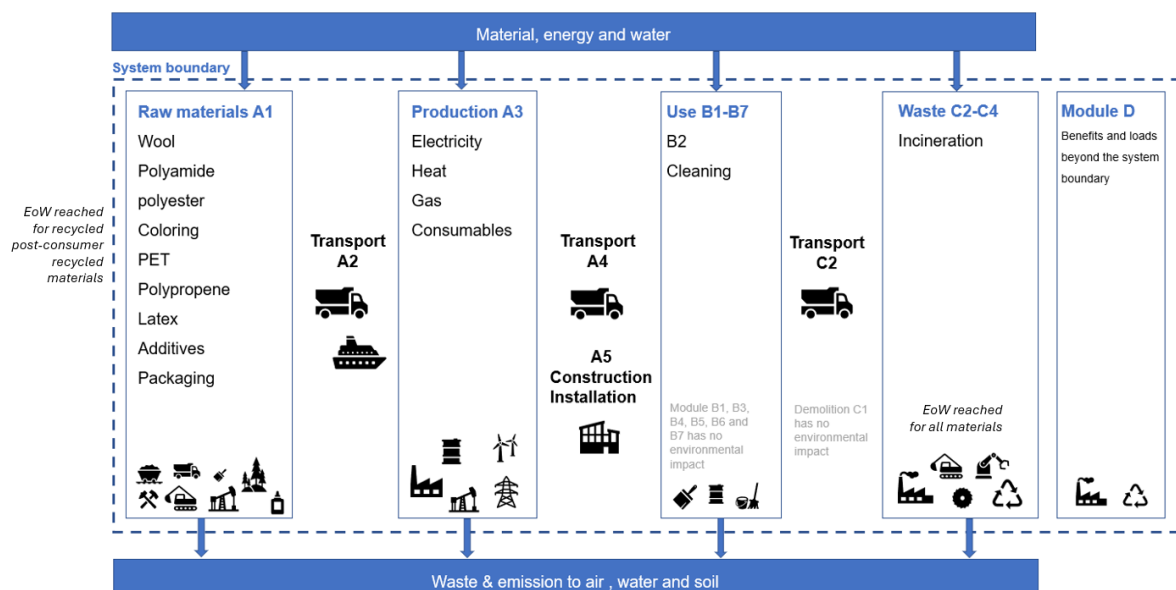 Material, energy and water
System boundary
EoW reached
for recycled
post-consumer
recycled
materials
Raw materials A1
Wool
Polyamide
polyester
Coloring
PET
Polypropene
Latex
Additives
Packaging
Transport
A2
Production A3
Electricity
Heat
Gas
Consumables
Transport
A4
A5
Construction
Installation
Use B1-B7
B2
Cleaning
Module B1, B3,
B4, B5, B6 and
B7 has no
environmental
impact
Transport
C2
Demolition C1
has no
environmental
impact
Waste C2-C4
Incineration
EoW reached
for all materials
Module D
Benefits and loads
beyond the system
boundary
Waste & emission to air , water and soil